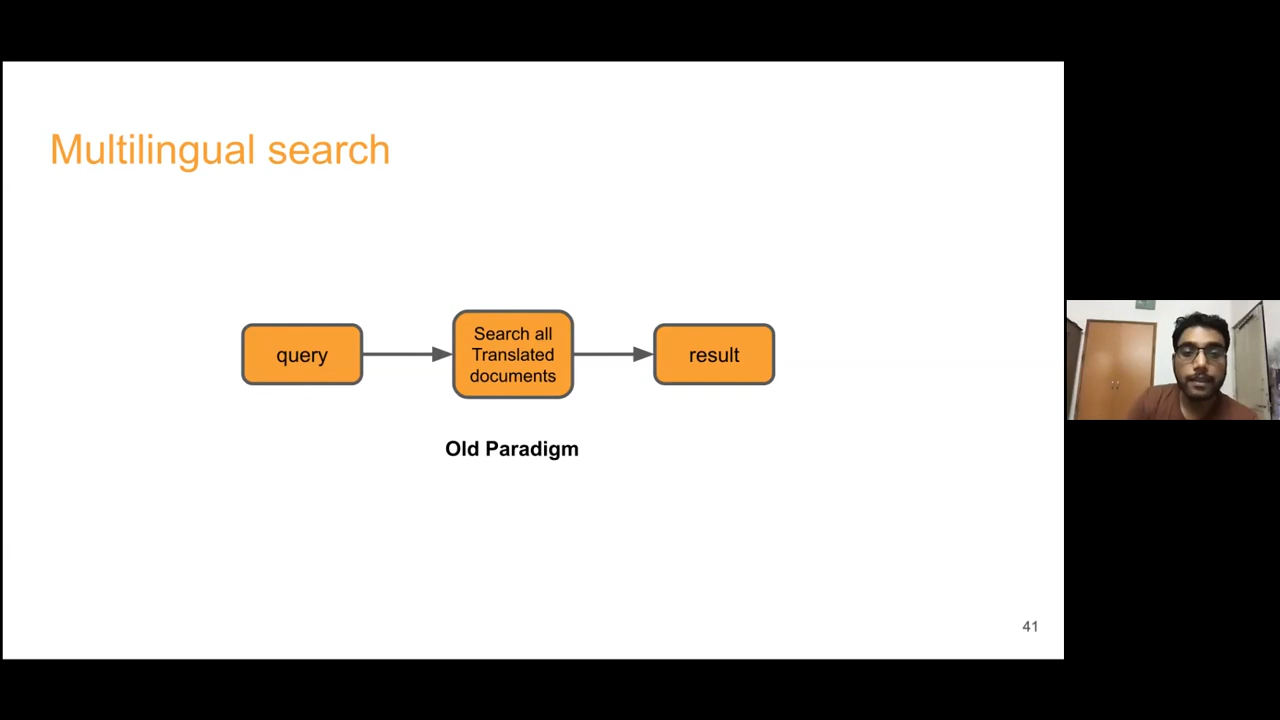 Multilingual search
query
Search all
Translated
documents
result
Old Paradigm
41